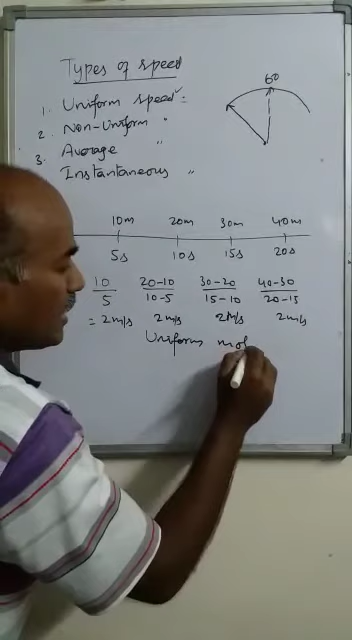 Types of speed
60
1. Uniform speed :
2. Non-Uniform "
3. Average "
Instantaneous "
10m 20m 30m 40m
5s 10s 15s 20s
10/5 20-10/10-5 30-20/15-10 40-30/20-15
= 2m/s 2m/s 2m/s 2m/s
Uniform mot